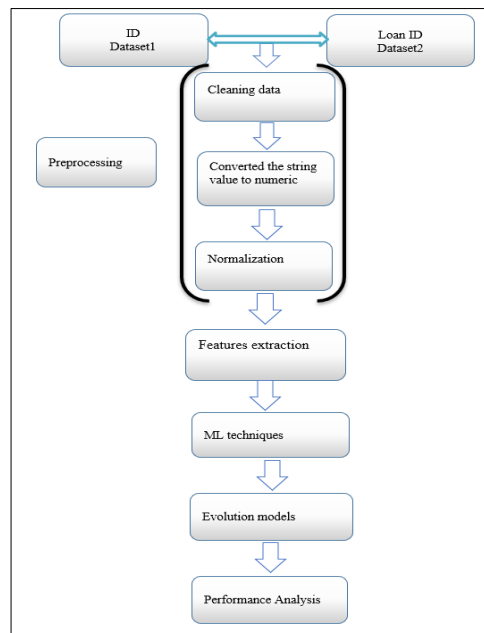 ID
Dataset1
Loan ID
Dataset2
Cleaning data
Preprocessing
Converted the string
value to numeric
Normalization
Features extraction
ML techniques
Evolution models
Performance Analysis